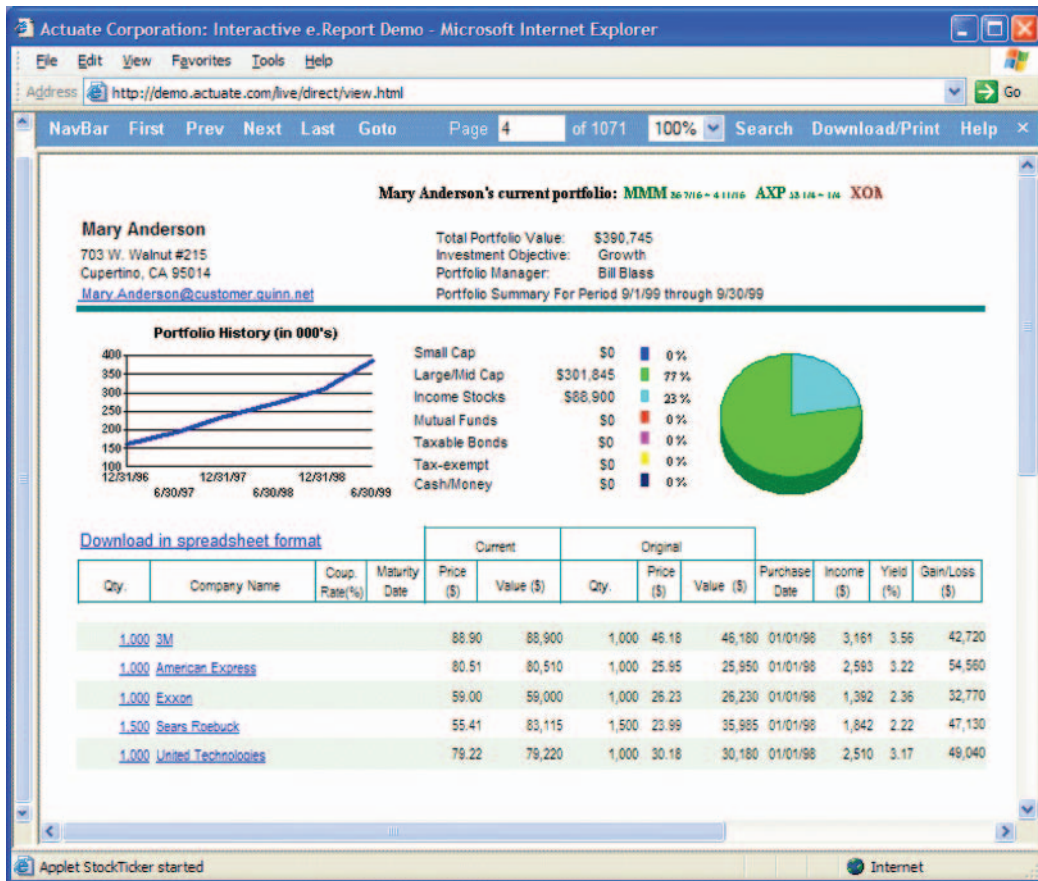 Actuate Corporation: Interactive e.Report Demo - Microsoft Internet Explorer
File Edit View Favorites Tools Help
Address http://demo.actuate.com/live/direct/view.html Go
NavBar First Prev Next Last Goto Page 4 of 1071 100% Search Download/Print Help ×
Mary Anderson's current portfolio: MMM 36 7/16 - 4 11/16 AXP 53 1/4 - 1/4 XOM
Mary Anderson
703 W. Walnut #215
Cupertino, CA 95014
Mary.Anderson@customer.quinn.net
Total Portfolio Value: $390,745
Investment Objective: Growth
Portfolio Manager: Bill Blass
Portfolio Summary For Period 9/1/99 through 9/30/99
Portfolio History (in 000's)
400
350
300
250
200
150
100
12/31/96 12/31/97 12/31/98
6/30/97 6/30/98 6/30/99
Small Cap $0 0%
Large/Mid Cap $301,845 77%
Income Stocks $88,900 23%
Mutual Funds $0 0%
Taxable Bonds $0 0%
Tax-exempt $0 0%
Cash/Money $0 0%
Download in spreadsheet format
Current Original
Qty. Company Name Coup. Rate(%) Maturity Date Price ($) Value ($) Qty. Price ($) Value ($) Purchase Date Income ($) Yield (%) Gain/Loss ($)
1,000 3M 88.90 88,900 1,000 46.18 46,180 01/01/98 3,161 3.56 42,720
1,000 American Express 80.51 80,510 1,000 25.95 25,950 01/01/98 2,593 3.22 54,560
1,000 Exxon 59.00 59,000 1,000 26.23 26,230 01/01/98 1,392 2.36 32,770
1,500 Sears Roebuck 55.41 83,115 1,500 23.99 35,985 01/01/98 1,842 2.22 47,130
1,000 United Technologies 79.22 79,220 1,000 30.18 30,180 01/01/98 2,510 3.17 49,040
Applet StockTicker started Internet